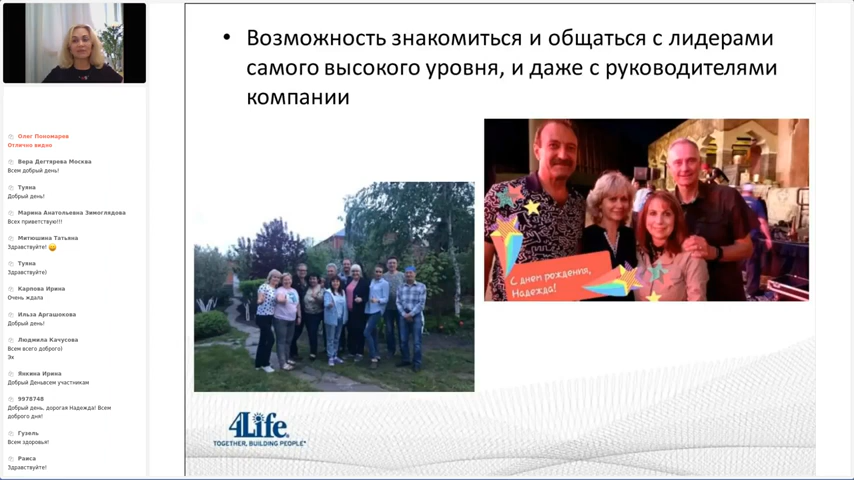 • Возможность знакомиться и общаться с лидерами
самого высокого уровня, и даже с руководителями
компании
С днем рождения,
Надежда!
4Life
TOGETHER, BUILDING PEOPLE
Олег Пономарев
Отлично видно
Вера Дегтярева Москва
Всем добрый день!
Туяна
Добрый день!
Марина Анатольевна Зимоглядова
Всех приветствую!!!
Митюшина Татьяна
Здравствуйте! 😀
Туяна
Здравствуйте)
Карпова Ирина
Очень ждала
Ильза Аргашокова
Добрый день!
Людмила Качусова
Всем всего доброго)
Эх
Янкина Ирина
Добрый Деньвсем участникам
9978748
Добрый день, дорогая Надежда! Всем
доброго дня!
Гузель
Всем здоровья!
Раиса
Здравствуйте!